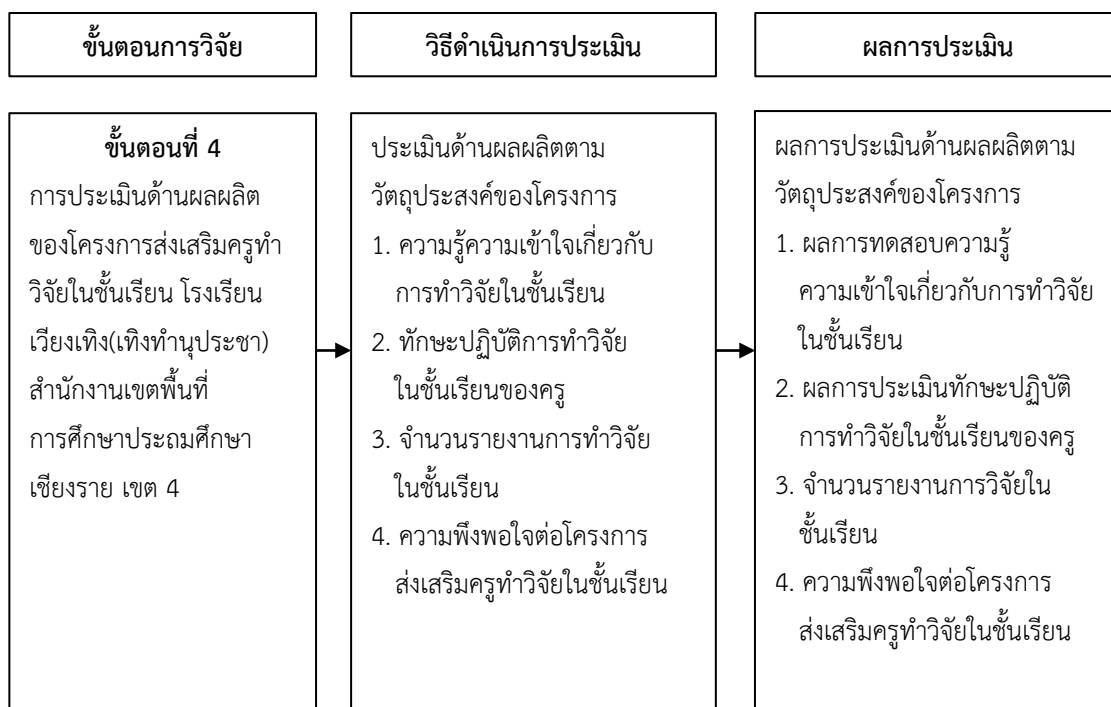 ขั้นตอนการวิจัย
วิธีดำเนินการประเมิน
ผลการประเมิน
ขั้นตอนที่ 4
การประเมินด้านผลผลิต
ของโครงการส่งเสริมครูทำ
วิจัยในชั้นเรียน โรงเรียน
เวียงเทิง(เทิงทำนุประชา)
สำนักงานเขตพื้นที่
การศึกษาประถมศึกษา
เชียงราย เขต 4
ประเมินด้านผลผลิตตาม
วัตถุประสงค์ของโครงการ
1. ความรู้ความเข้าใจเกี่ยวกับ
การทำวิจัยในชั้นเรียน
2. ทักษะปฏิบัติการทำวิจัย
ในชั้นเรียนของครู
3. จำนวนรายงานการทำวิจัย
ในชั้นเรียน
4. ความพึงพอใจต่อโครงการ
ส่งเสริมครูทำวิจัยในชั้นเรียน
ผลการประเมินด้านผลผลิตตาม
วัตถุประสงค์ของโครงการ
1. ผลการทดสอบความรู้
ความเข้าใจเกี่ยวกับการทำวิจัย
ในชั้นเรียน
2. ผลการประเมินทักษะปฏิบัติ
การทำวิจัยในชั้นเรียนของครู
3. จำนวนรายงานการวิจัยใน
ชั้นเรียน
4. ความพึงพอใจต่อโครงการ
ส่งเสริมครูทำวิจัยในชั้นเรียน